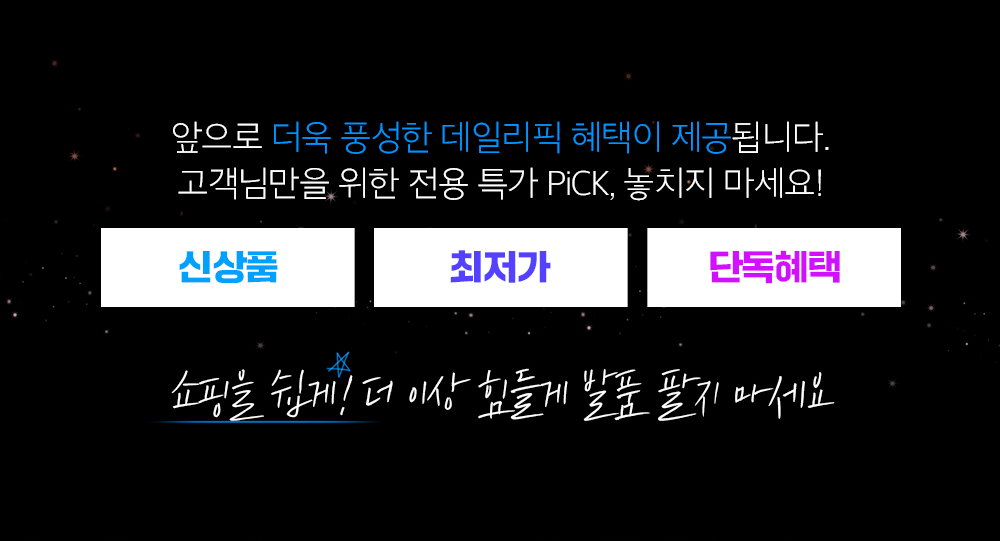 앞으로 더욱 풍성한 데일리픽 혜택이 제공됩니다.
고객님만을 위한 전용 특가 PiCK, 놓치지 마세요!
신상품 최저가 단독혜택
쇼핑을 쉽게! 더 이상 힘들게 발품 팔지 마세요